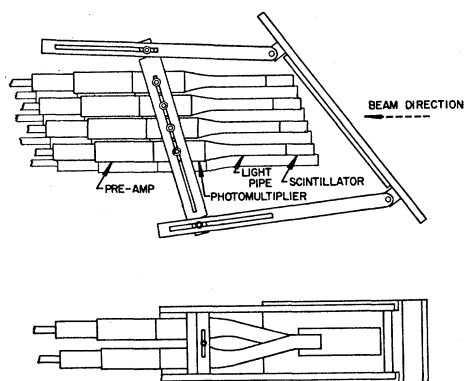 BEAM DIRECTION
PRE-AMP
LIGHT
PIPE
SCINTILLATOR
PHOTOMULTIPLIER